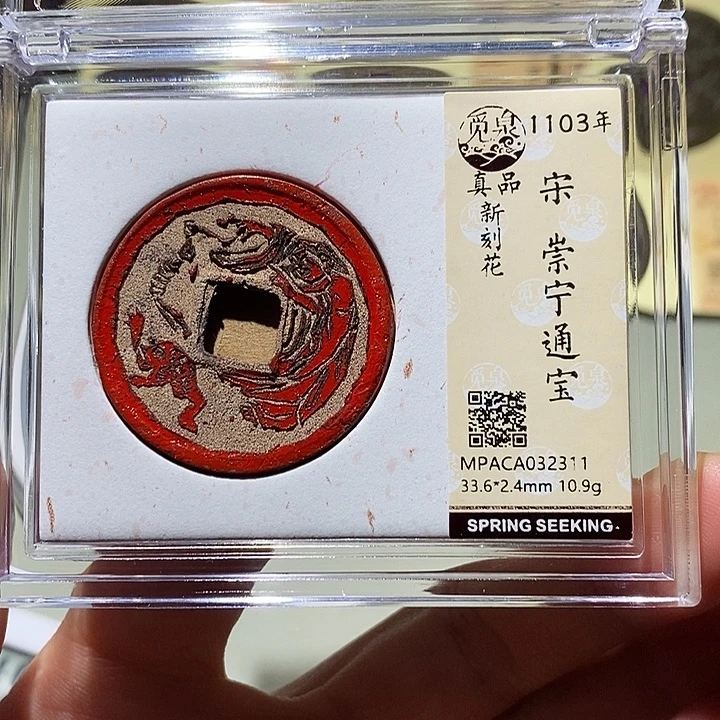 觅泉
1103年
真品
新刻花
宋 崇宁通宝
MPACA032311
33.6*2.4mm 10.9g
SPRING SEEKING